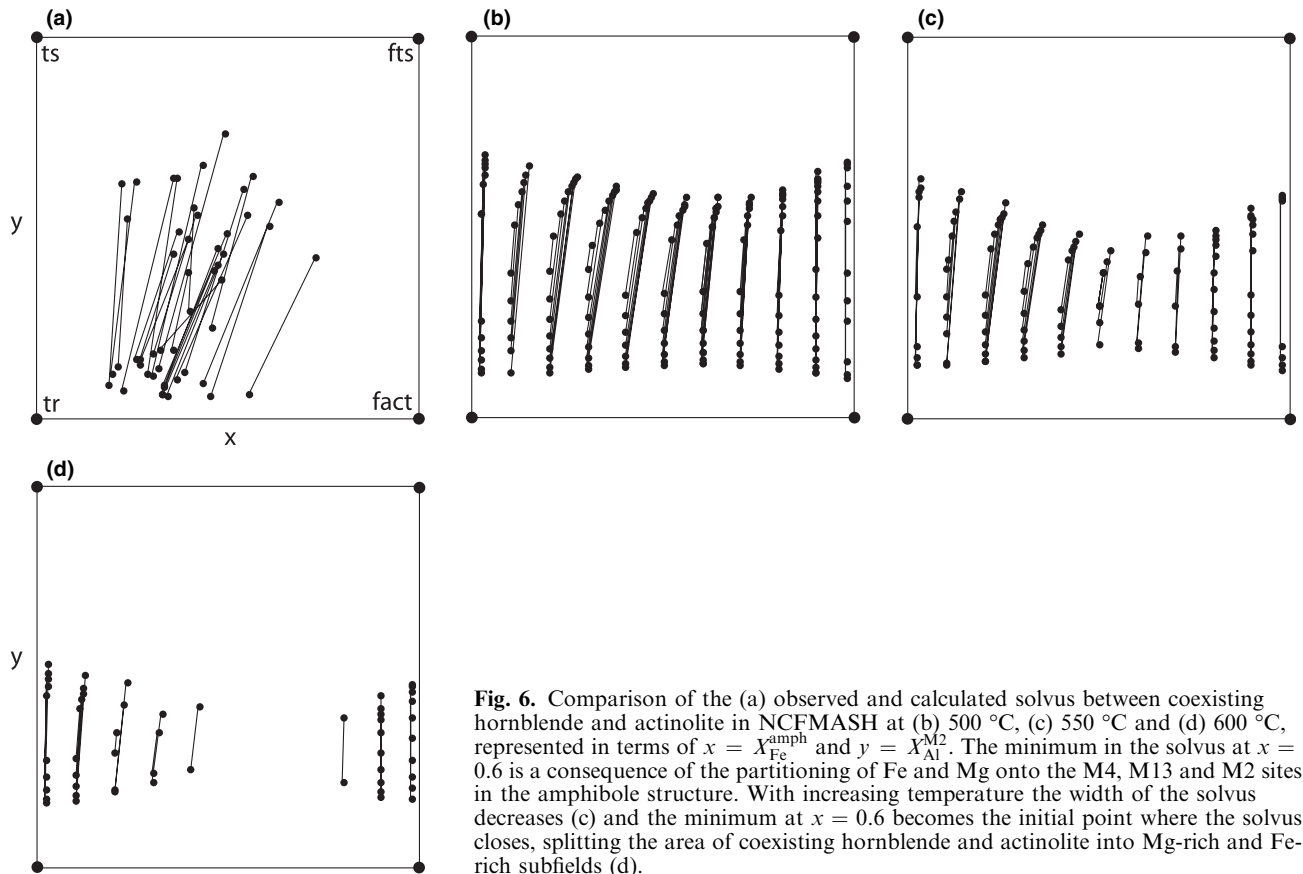 (a)
(b)
(c)
ts
fts
y
tr
fact
x
(d)
y
Fig. 6. Comparison of the (a) observed and calculated solvus between coexisting
hornblende and actinolite in NCFMASH at (b) 500 °C, (c) 550 °C and (d) 600 °C,
represented in terms of x = X_Fe^amph and y = X_Al^M2. The minimum in the solvus at x =
0.6 is a consequence of the partitioning of Fe and Mg onto the M4, M13 and M2 sites
in the amphibole structure. With increasing temperature the width of the solvus
decreases (c) and the minimum at x = 0.6 becomes the initial point where the solvus
closes, splitting the area of coexisting hornblende and actinolite into Mg-rich and Fe-
rich subfields (d).